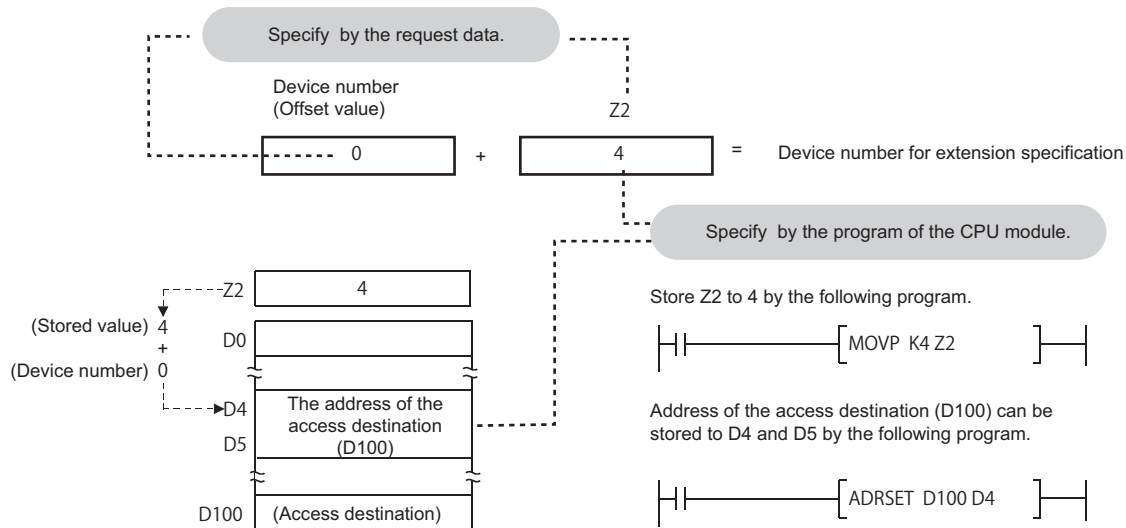 Specify by the request data.
Device number
(Offset value)
Z2
0
+
4
=
Device number for extension specification
Specify by the program of the CPU module.
Z2
4
(Stored value) 4
+
(Device number) 0
D0
D4
D5
The address of the
access destination
(D100)
D100
(Access destination)
Store Z2 to 4 by the following program.
MOVP K4 Z2
Address of the access destination (D100) can be
stored to D4 and D5 by the following program.
ADRSET D100 D4